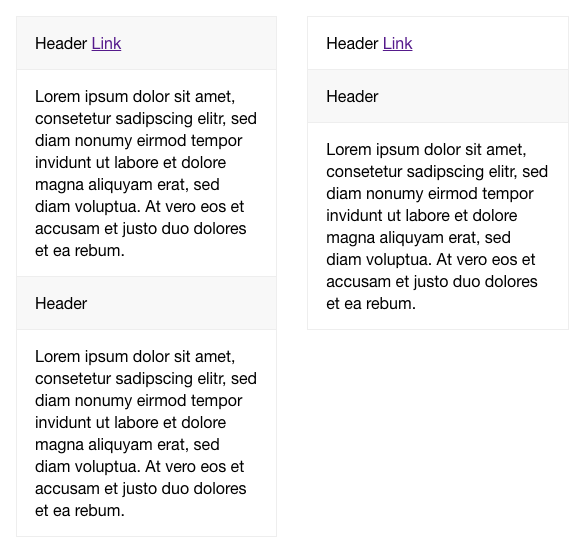 Header Link
Lorem ipsum dolor sit amet,
consetetur sadipscing elitr, sed
diam nonumy eirmod tempor
invidunt ut labore et dolore
magna aliquyam erat, sed
diam voluptua. At vero eos et
accusam et justo duo dolores
et ea rebum.
Header
Lorem ipsum dolor sit amet,
consetetur sadipscing elitr, sed
diam nonumy eirmod tempor
invidunt ut labore et dolore
magna aliquyam erat, sed
diam voluptua. At vero eos et
accusam et justo duo dolores
et ea rebum.
Header Link
Header
Lorem ipsum dolor sit amet,
consetetur sadipscing elitr, sed
diam nonumy eirmod tempor
invidunt ut labore et dolore
magna aliquyam erat, sed
diam voluptua. At vero eos et
accusam et justo duo dolores
et ea rebum.